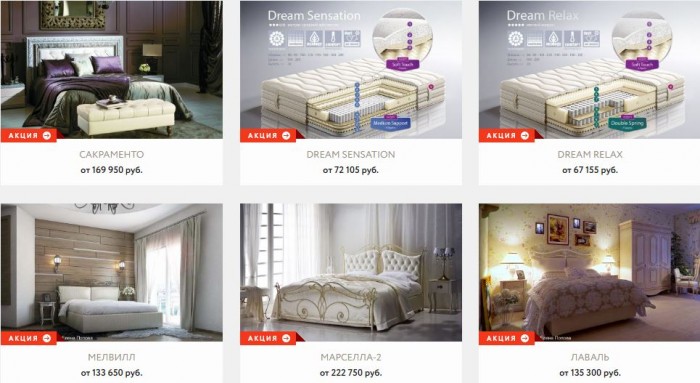 Dream Sensation
Dream Relax
Soft Touch
Soft Touch
Medium Support
Double Spring
АКЦИЯ
АКЦИЯ
АКЦИЯ
САКРАМЕНТО
DREAM SENSATION
DREAM RELAX
от 169 950 руб.
от 72 105 руб.
от 67 155 руб.
АКЦИЯ
АКЦИЯ
АКЦИЯ
МЕЛВИЛЛ
МАРСЕЛЛА-2
ЛАВАЛЬ
от 133 650 руб.
от 222 750 руб.
от 135 300 руб.